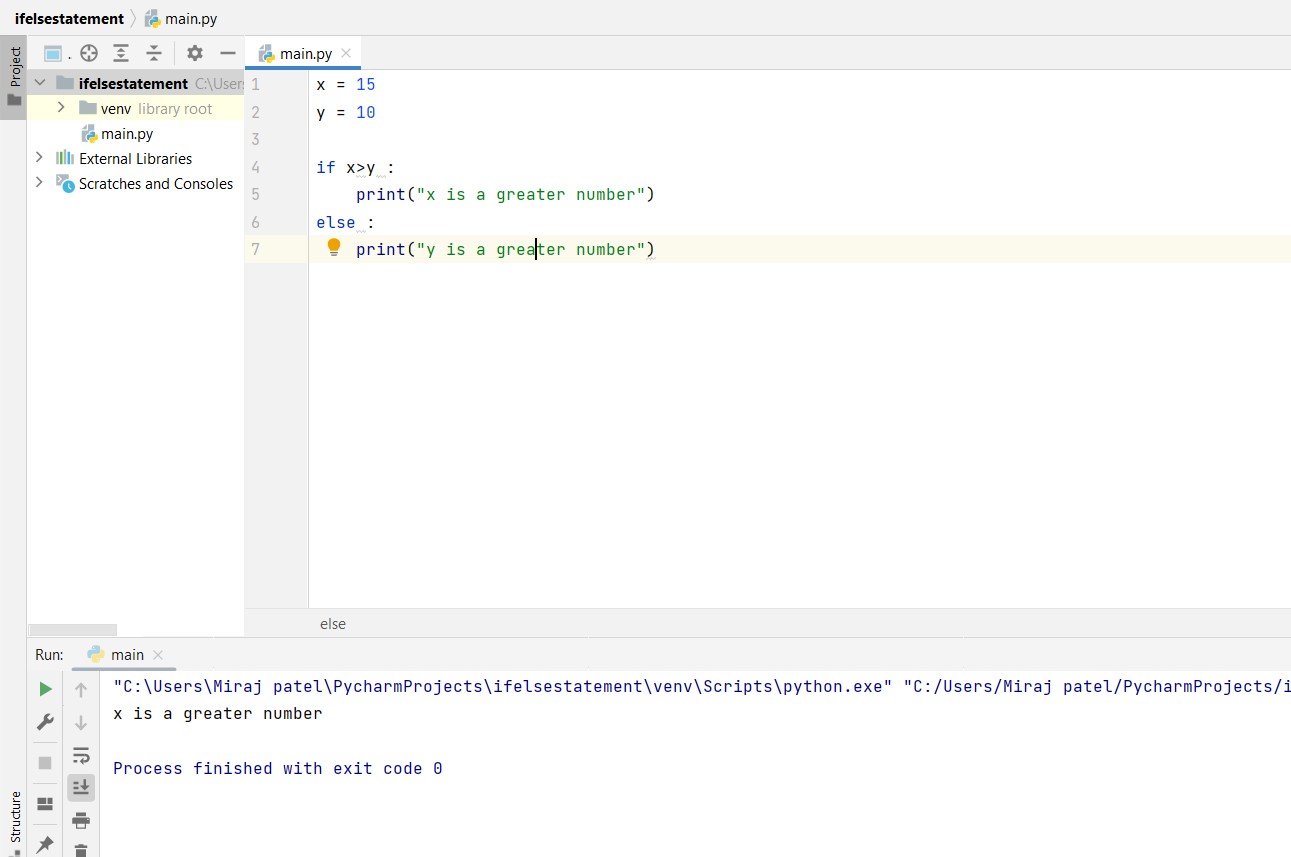 ifelsestatement main.py
Project
main.py
ifelsestatement C:\Users
venv library root
main.py
External Libraries
Scratches and Consoles
1 x = 15
2 y = 10
3
4 if x>y :
5     print("x is a greater number")
6 else :
7     print("y is a greater number")
else
Run: main
"C:\Users\Miraj patel\PycharmProjects\ifelsestatement\venv\Scripts\python.exe" "C:/Users/Miraj patel/PycharmProjects/i
x is a greater number
Process finished with exit code 0
Structure